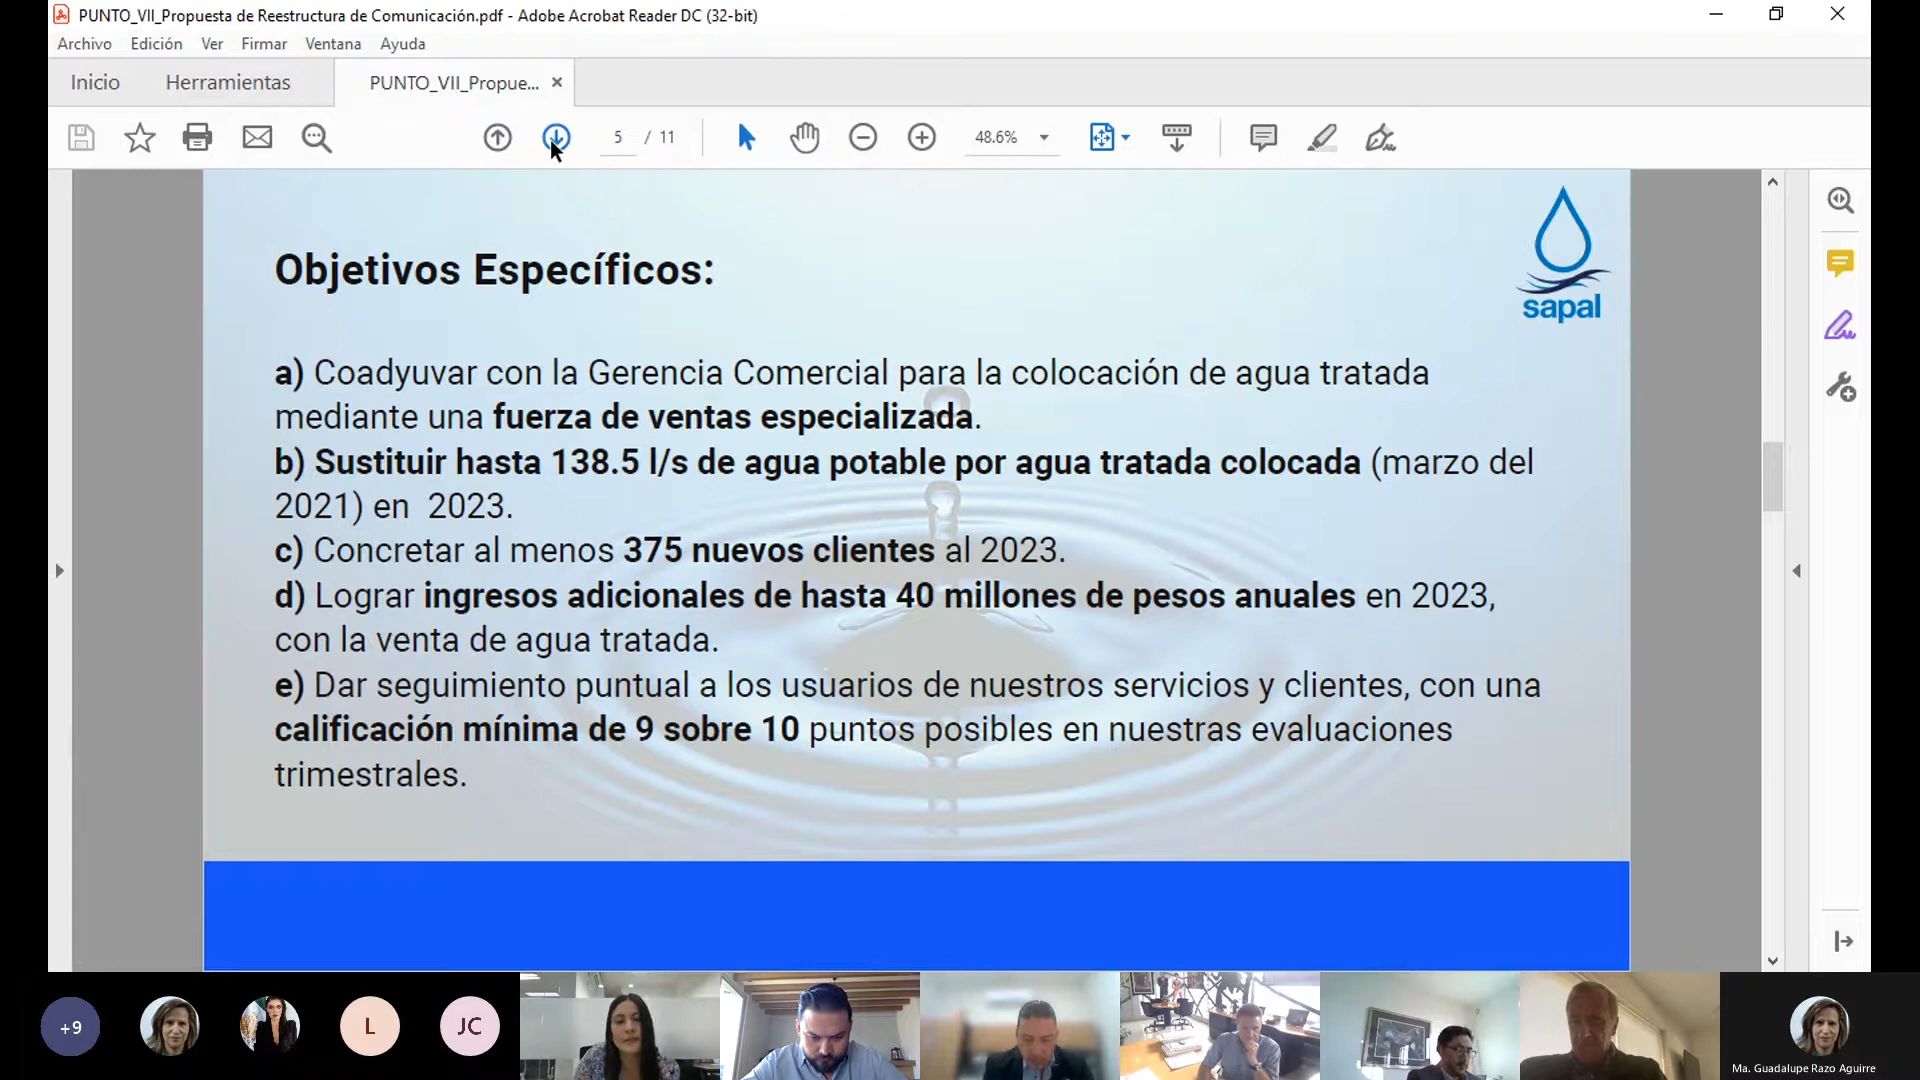 PUNTO_VII_Propuesta de Reestructura de Comunicación.pdf - Adobe Acrobat Reader DC (32-bit)
Archivo Edición Ver Firmar Ventana Ayuda
Inicio Herramientas PUNTO_VII_Propue... ×
5 / 11 48.6%
sapal
Objetivos Específicos:
a) Coadyuvar con la Gerencia Comercial para la colocación de agua tratada
mediante una fuerza de ventas especializada.
b) Sustituir hasta 138.5 l/s de agua potable por agua tratada colocada (marzo del
2021) en  2023.
c) Concretar al menos 375 nuevos clientes al 2023.
d) Lograr ingresos adicionales de hasta 40 millones de pesos anuales en 2023,
con la venta de agua tratada.
e) Dar seguimiento puntual a los usuarios de nuestros servicios y clientes, con una
calificación mínima de 9 sobre 10 puntos posibles en nuestras evaluaciones
trimestrales.
+9 L JC
Ma. Guadalupe Razo Aguirre